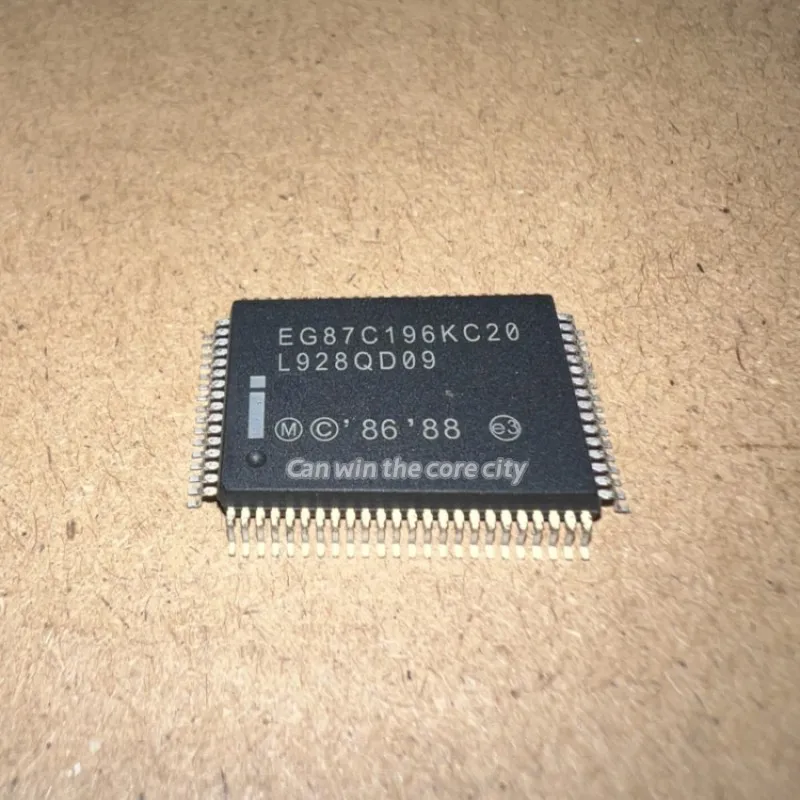 EG87C196KC20
L928QD09
i
Ⓜ©'86'88 e3
Can win the core city